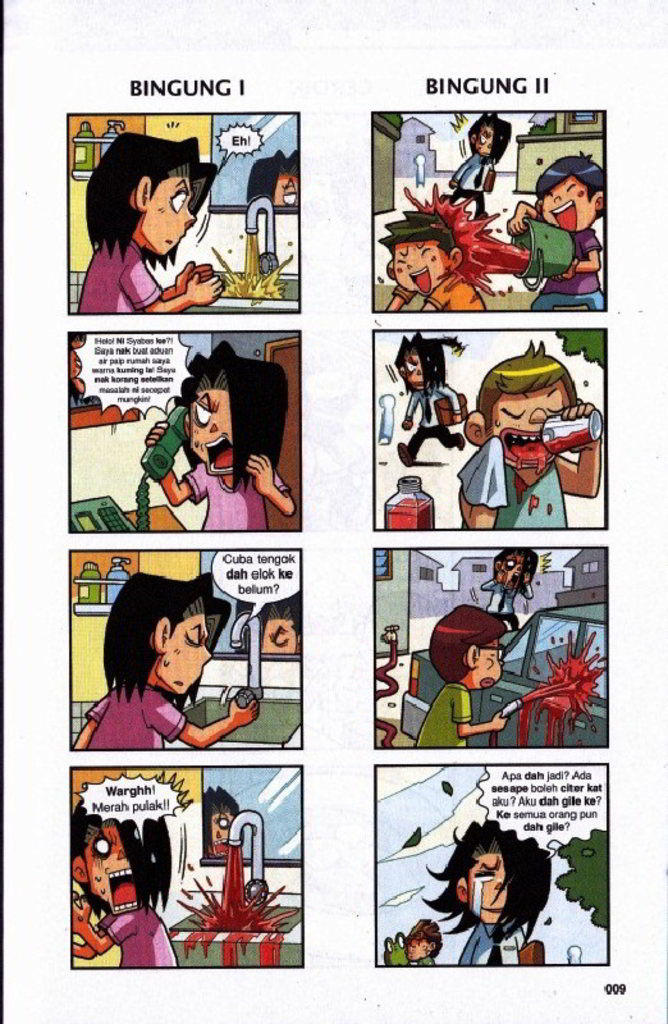 BINGUNG I
Eh!
Helo! Ni Syabas ke?!
Saya nak buat aduan
air paip rumah saya
warna kuning la! Saya
nak korang setelkan
masalah ni secepat
mungkin!
Cuba tengok
dah elok ke
belum?
Warghh!
Merah pulak!!
BINGUNG II
Apa dah jadi? Ada
sesape boleh citer kat
aku? Aku dah gile ke?
Ke semua orang pun
dah gile?
009